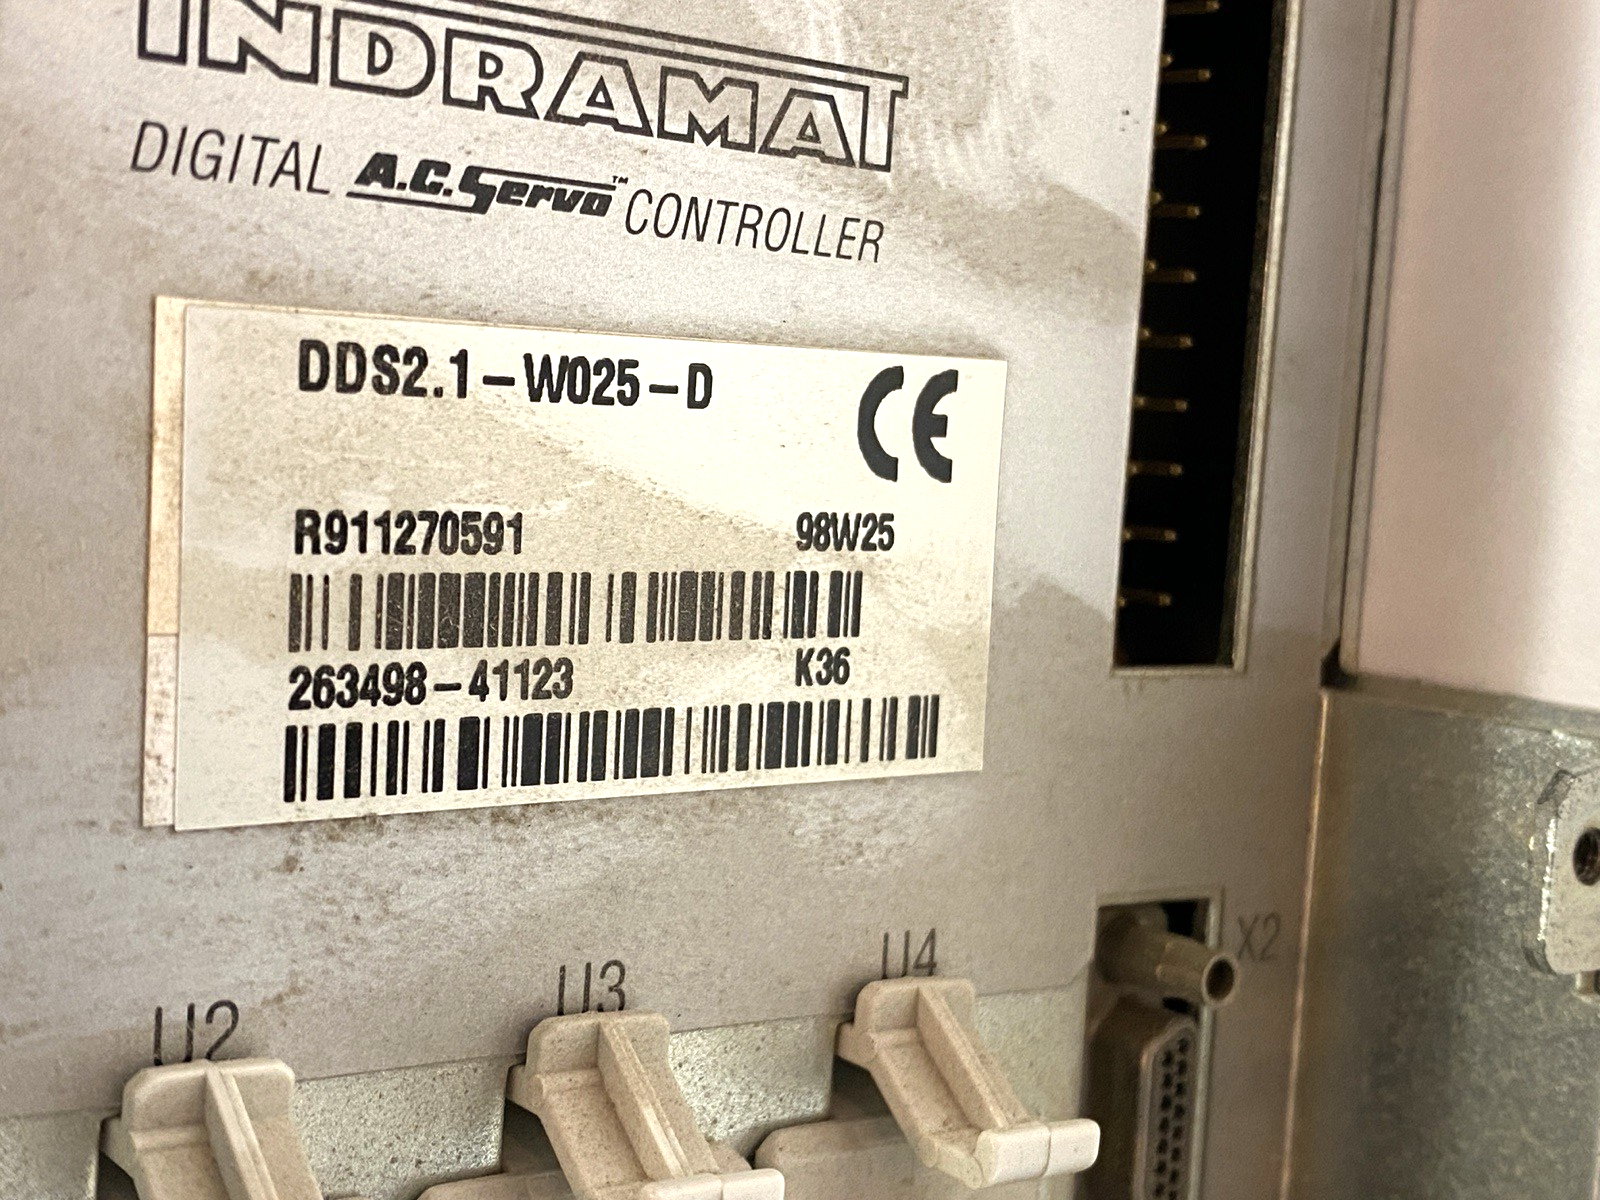 INDRAMAT
DIGITAL A.C. Servo™ CONTROLLER
DDS2.1-W025-D CE
R911270591 98W25
263498-41123 K36
U2 U3 U4 X2